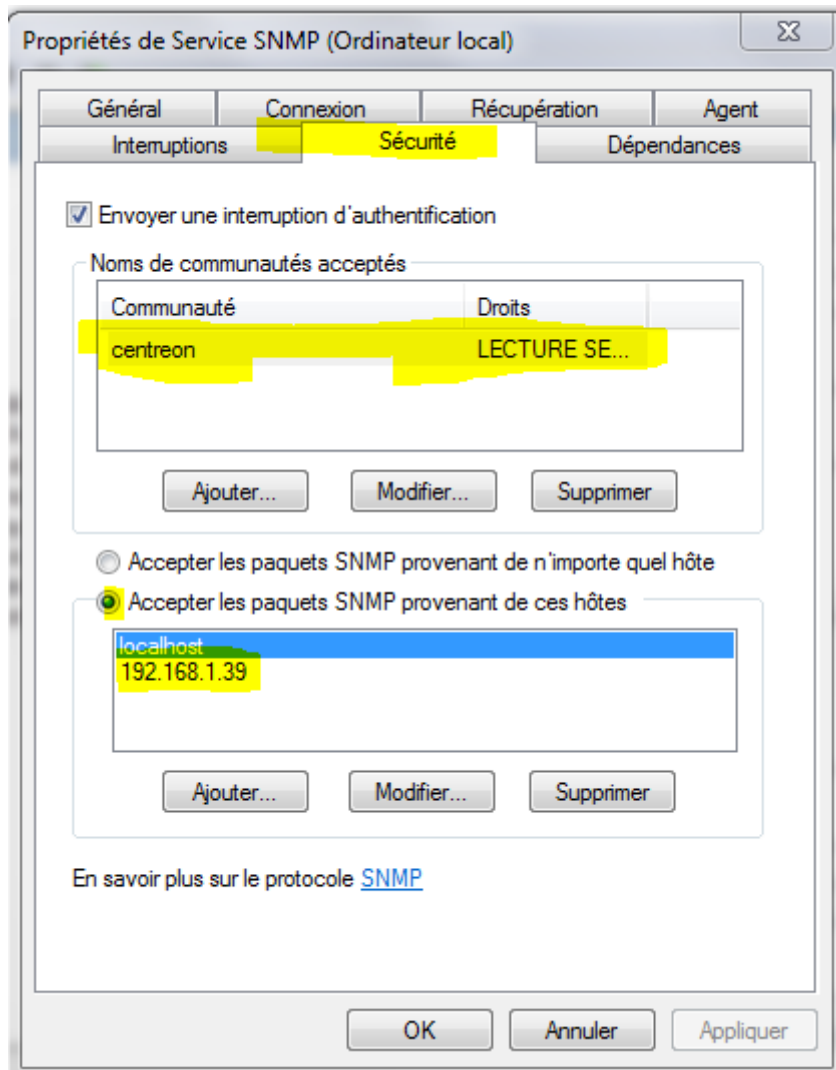 Propriétés de Service SNMP (Ordinateur local)
Général Connexion Récupération Agent
Interruptions Sécurité Dépendances
Envoyer une interruption d'authentification
Noms de communautés acceptés
Communauté Droits
centreon LECTURE SE...
Ajouter... Modifier... Supprimer
Accepter les paquets SNMP provenant de n'importe quel hôte
Accepter les paquets SNMP provenant de ces hôtes
localhost
192.168.1.39
Ajouter... Modifier... Supprimer
En savoir plus sur le protocole SNMP
OK Annuler Appliquer